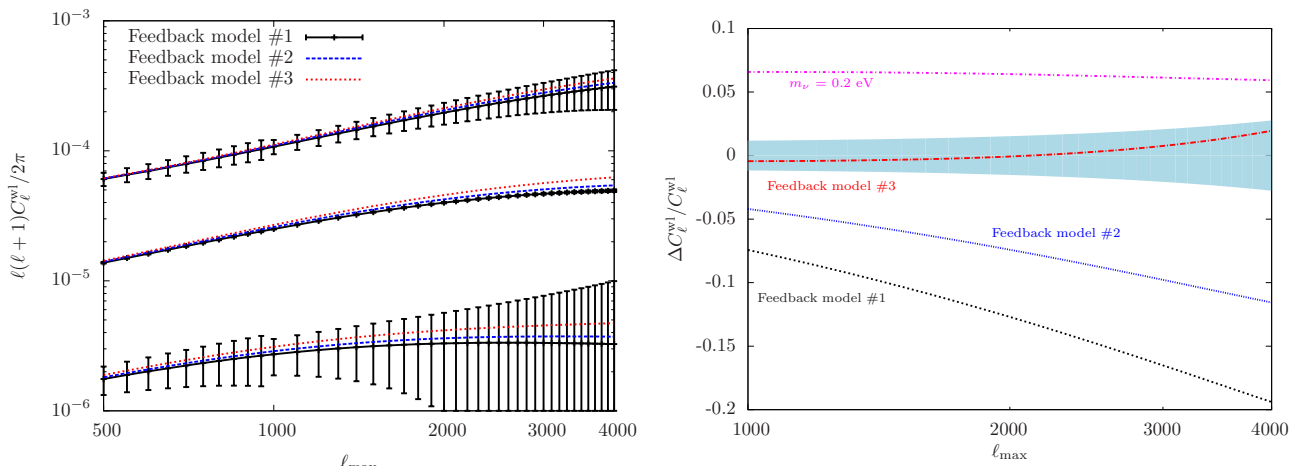 10⁻³
10⁻⁴
10⁻⁵
10⁻⁶
ℓ(ℓ + 1)C_ℓ^wl/2π
Feedback model #1
Feedback model #2
Feedback model #3
500
1000
2000
3000
4000
0.1
0.05
0
-0.05
-0.1
-0.15
-0.2
ΔC_ℓ^wl/C_ℓ^wl
m_ν = 0.2 eV
Feedback model #3
Feedback model #2
Feedback model #1
1000
2000
3000
4000
ℓ_max